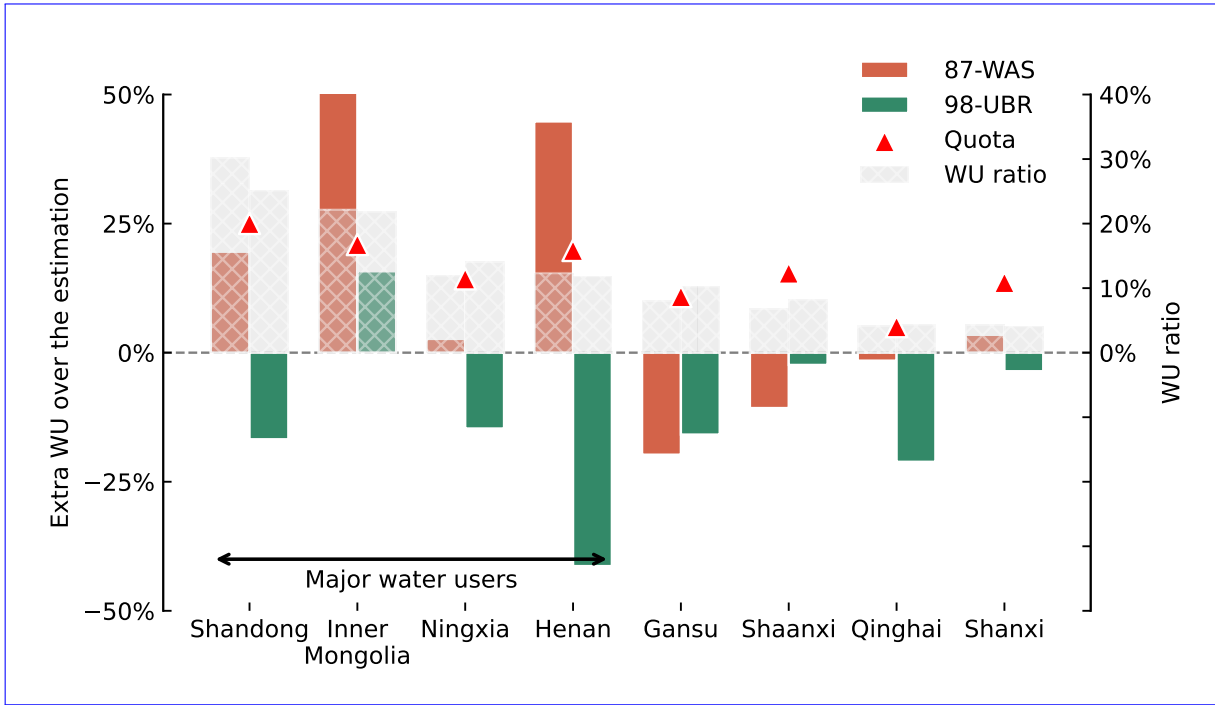 87-WAS
98-UBR
Quota
WU ratio
50%
25%
0%
−25%
−50%
Extra WU over the estimation
40%
30%
20%
10%
0%
WU ratio
Major water users
Shandong
Inner
Mongolia
Ningxia
Henan
Gansu
Shaanxi
Qinghai
Shanxi